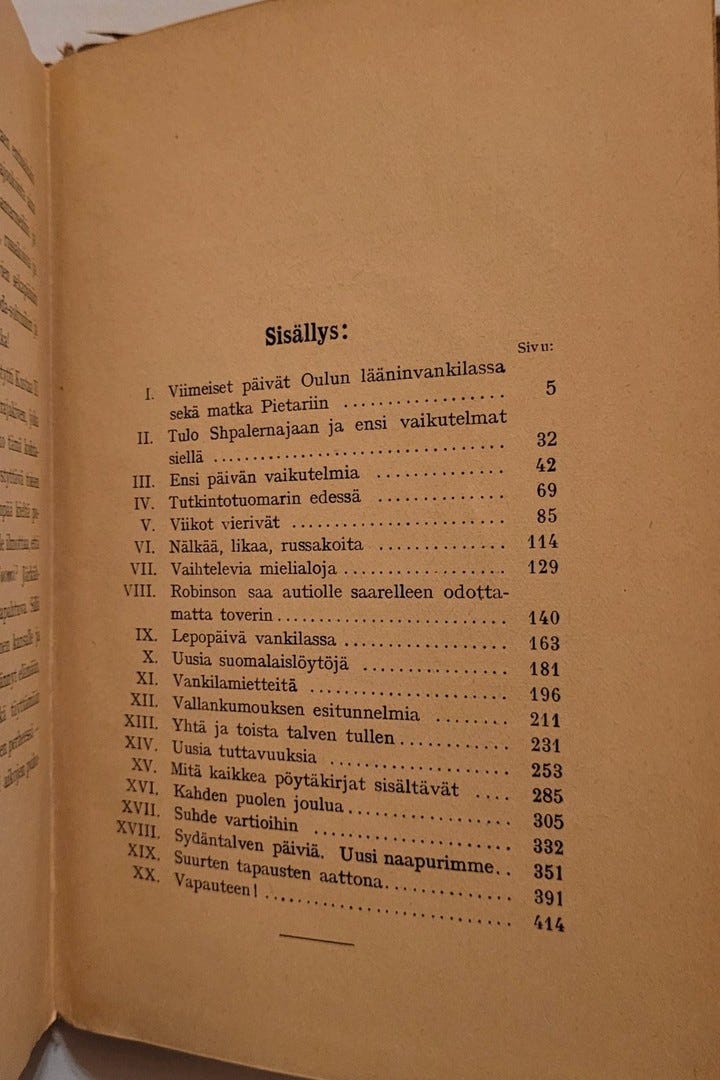 Sisällys:
Sivu:
I. Viimeiset päivät Oulun lääninvankilassa
sekä matka Pietariin .................. 5
II. Tulo Shpalernajaan ja ensi vaikutelmat
siellä ................................ 32
III. Ensi päivän vaikutelmia .............. 42
IV. Tutkintotuomarin edessä .............. 69
V. Viikot vierivät ....................... 85
VI. Nälkää, likaa, russakoita .............. 114
VII. Vaihtelevia mielialoja .................. 129
VIII. Robinson saa autiolle saarelleen odotta-
matta toverin ......................... 140
IX. Lepopäivä vankilassa .................. 163
X. Uusia suomalaislöytöjä ................ 181
XI. Vankilamietteitä ...................... 196
XII. Vallankumouksen esitunnelmia ........ 211
XIII. Yhtä ja toista talven tullen ............ 231
XIV. Uusia tuttavuuksia .................... 253
XV. Mitä kaikkea pöytäkirjat sisältävät .... 285
XVI. Kahden puolen joulua .................. 305
XVII. Suhde vartioihin ...................... 332
XVIII. Sydäntalven päiviä. Uusi naapurimme.. 351
XIX. Suurten tapausten aattona.............. 391
XX. Vapauteen! ............................ 414